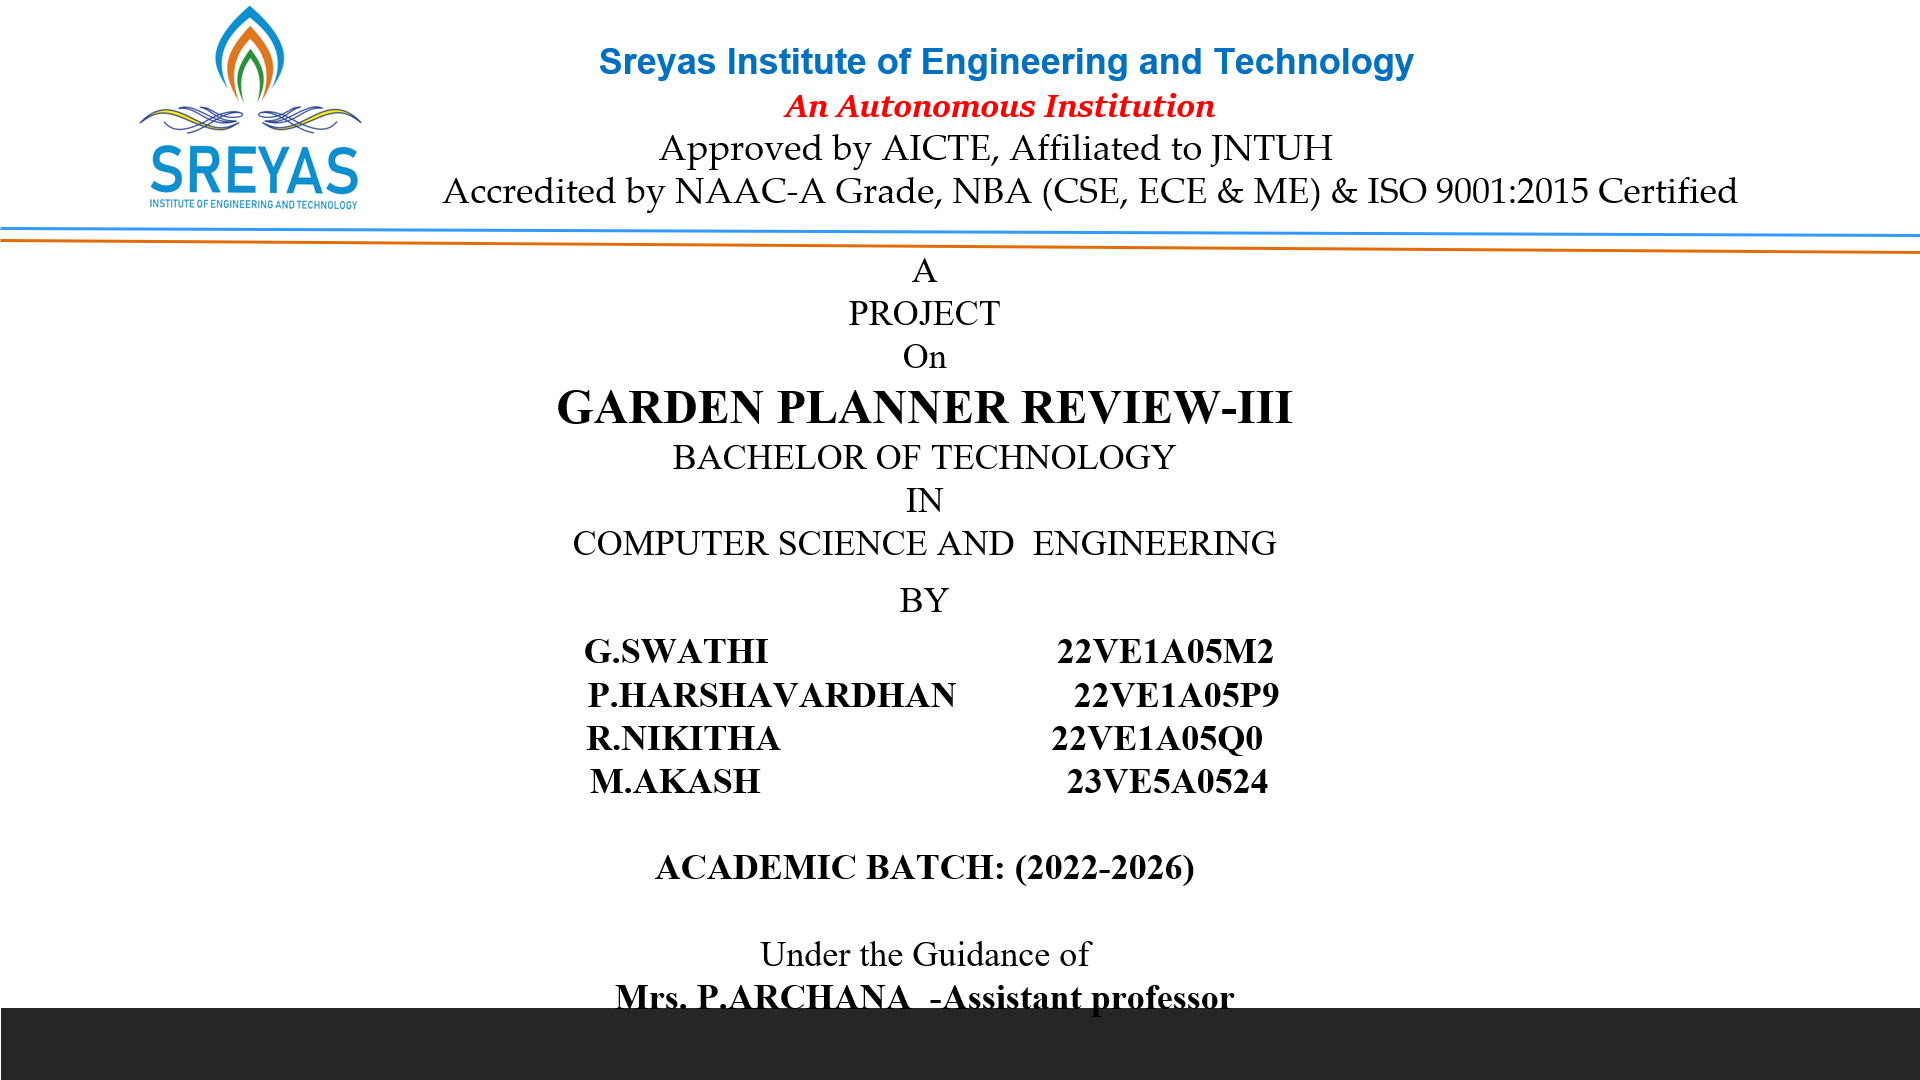 SREYAS
INSTITUTE OF ENGINEERING AND TECHNOLOGY
Sreyas Institute of Engineering and Technology
An Autonomous Institution
Approved by AICTE, Affiliated to JNTUH
Accredited by NAAC-A Grade, NBA (CSE, ECE & ME) & ISO 9001:2015 Certified
A
PROJECT
On
GARDEN PLANNER REVIEW-III
BACHELOR OF TECHNOLOGY
IN
COMPUTER SCIENCE AND  ENGINEERING
BY
G.SWATHI 22VE1A05M2
P.HARSHAVARDHAN 22VE1A05P9
R.NIKITHA 22VE1A05Q0
M.AKASH 23VE5A0524
ACADEMIC BATCH: (2022-2026)
Under the Guidance of
Mrs. P.ARCHANA  -Assistant professor